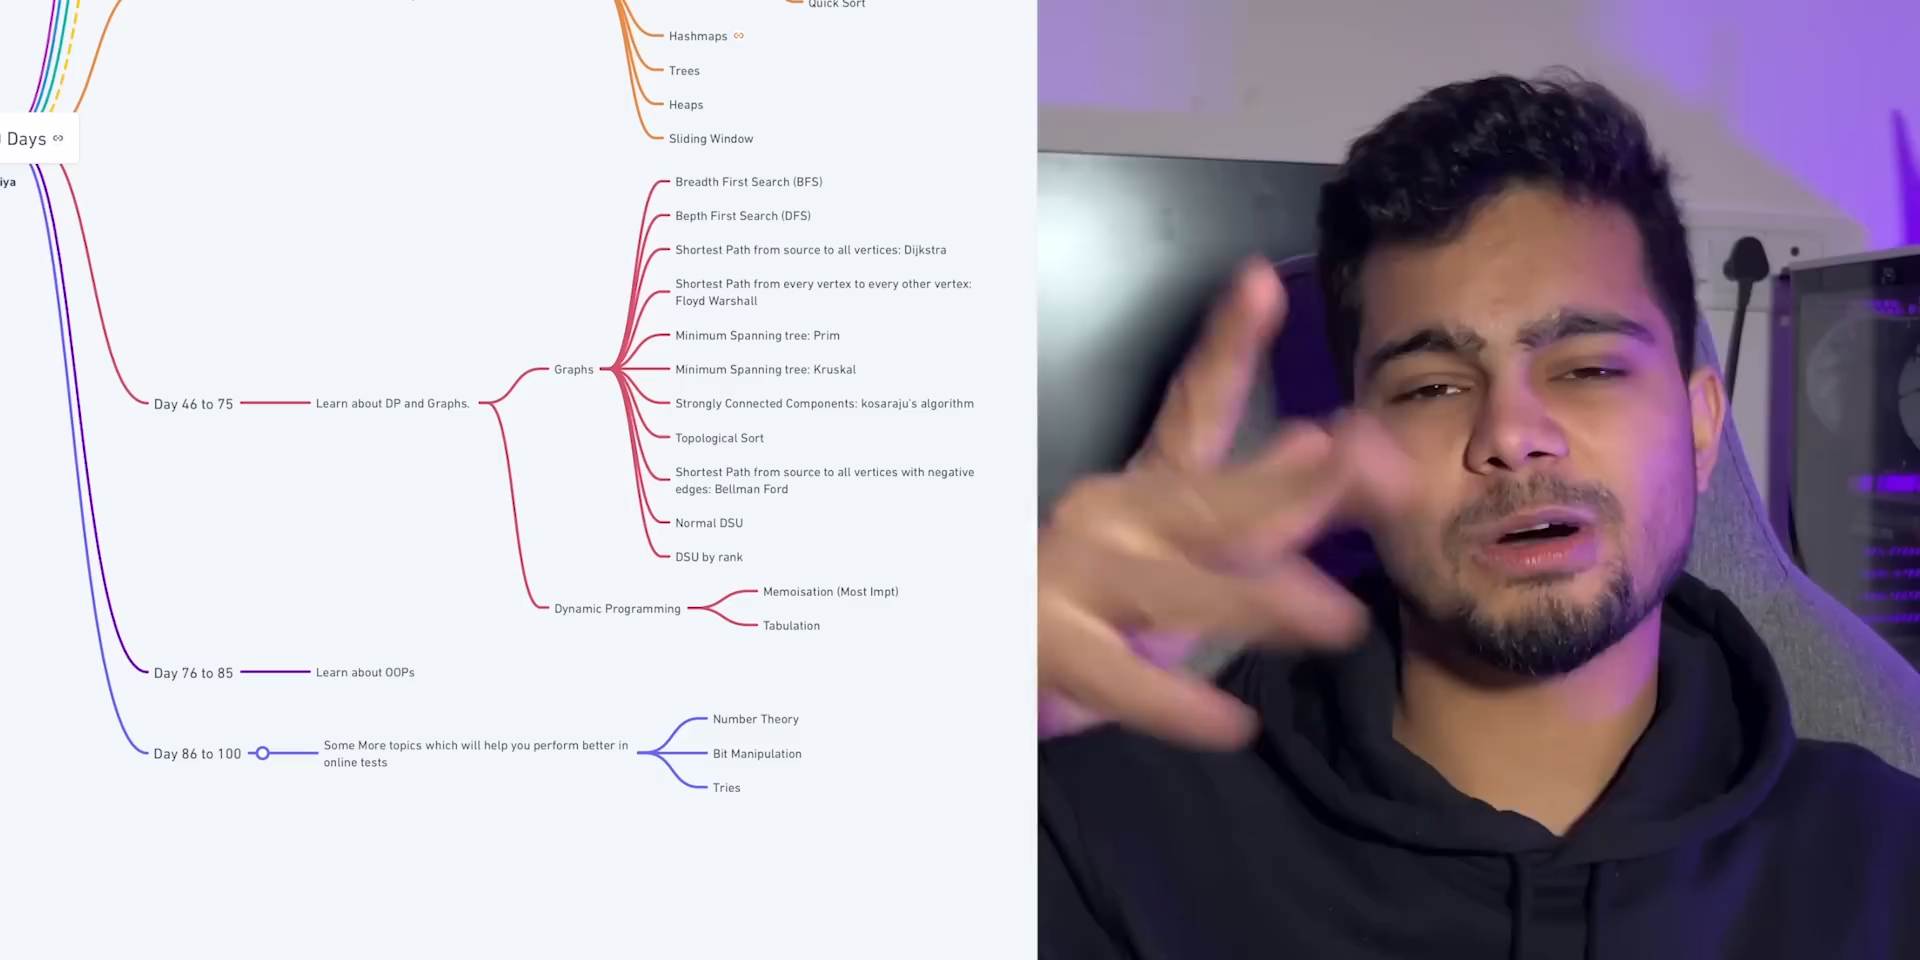 Quick Sort
Hashmaps
Trees
Heaps
Sliding Window
Days
iya
Breadth First Search (BFS)
Bepth First Search (DFS)
Shortest Path from source to all vertices: Dijkstra
Shortest Path from every vertex to every other vertex:
Floyd Warshall
Minimum Spanning tree: Prim
Minimum Spanning tree: Kruskal
Graphs
Day 46 to 75
Learn about DP and Graphs.
Strongly Connected Components: kosaraju's algorithm
Topological Sort
Shortest Path from source to all vertices with negative
edges: Bellman Ford
Normal DSU
DSU by rank
Dynamic Programming
Memoisation (Most Impt)
Tabulation
Day 76 to 85
Learn about OOPs
Day 86 to 100
Some More topics which will help you perform better in
online tests
Number Theory
Bit Manipulation
Tries